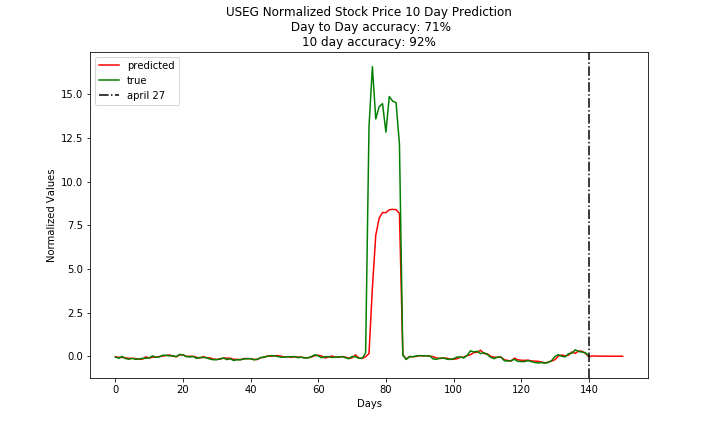 USEG Normalized Stock Price 10 Day Prediction
Day to Day accuracy: 71%
10 day accuracy: 92%
predicted
true
april 27
15.0
12.5
10.0
7.5
5.0
2.5
0.0
Normalized Values
0 20 40 60 80 100 120 140
Days